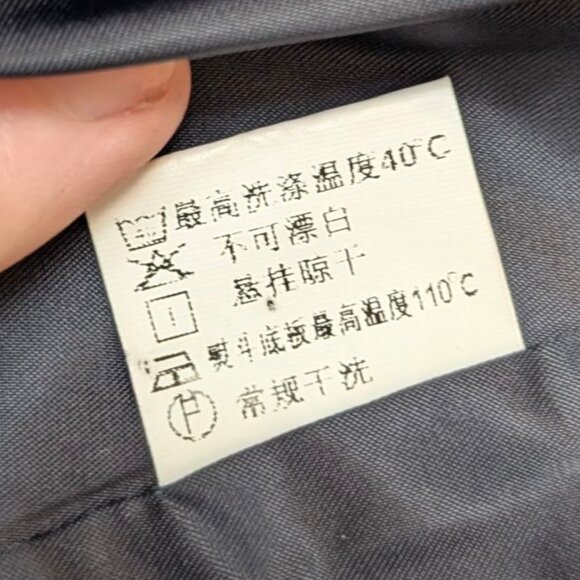 最高洗涤温度40℃
不可漂白
悬挂晾干
熨斗底板最高温度110℃
P 常规干洗